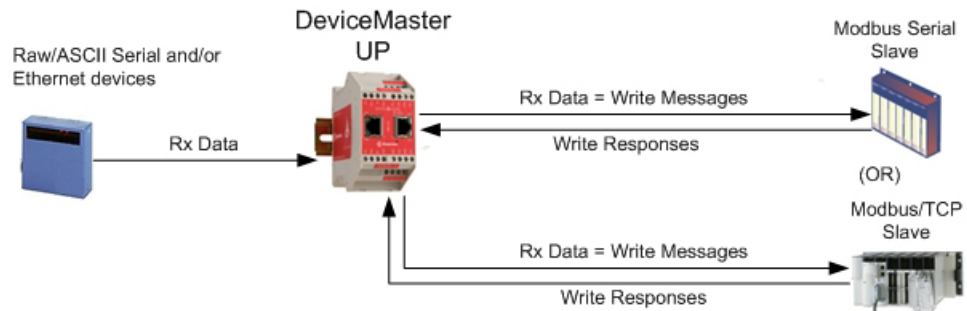 DeviceMaster
UP
Raw/ASCII Serial and/or
Ethernet devices
Rx Data
Modbus Serial
Slave
Rx Data = Write Messages
Write Responses
(OR)
Modbus/TCP
Slave
Rx Data = Write Messages
Write Responses